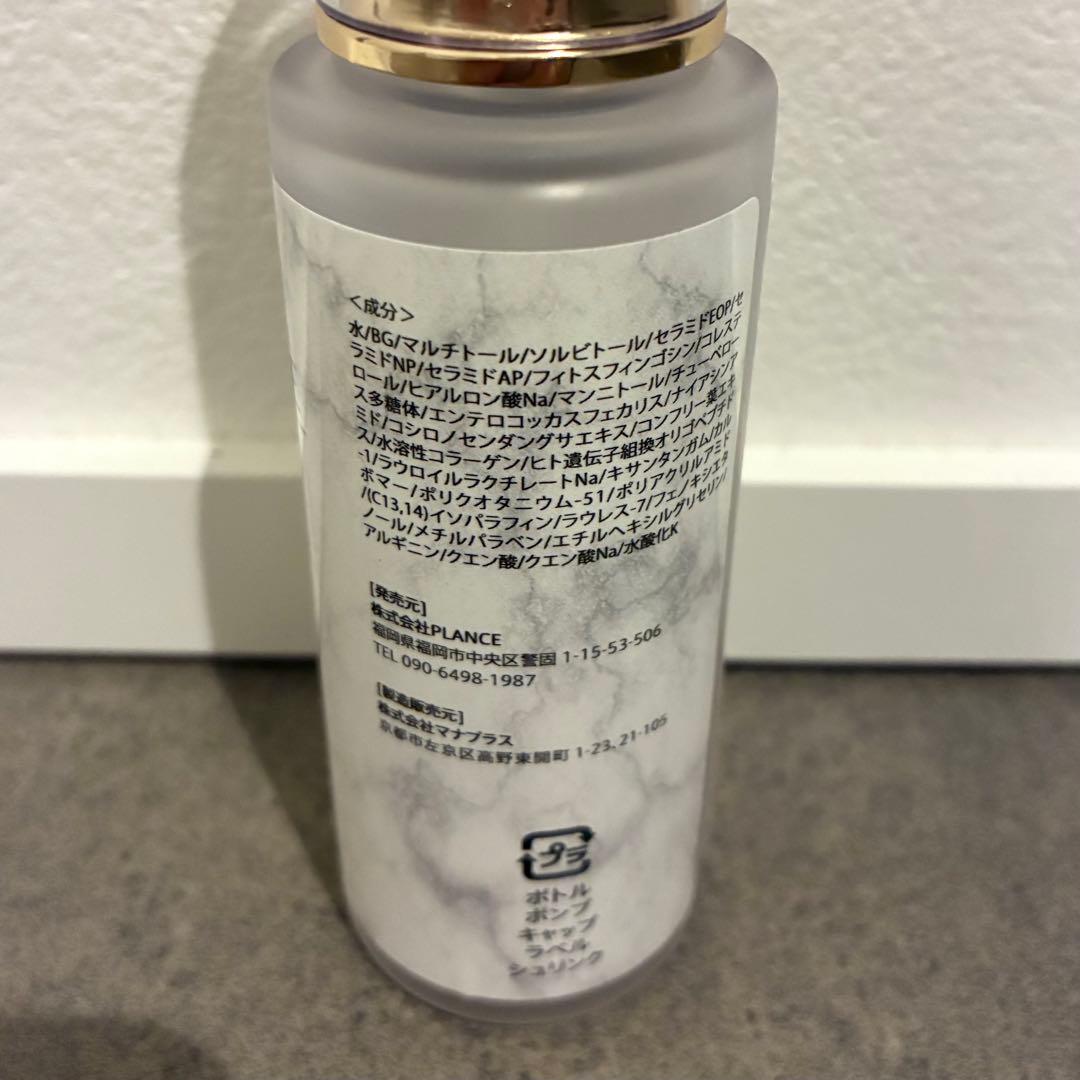 ＜成分＞
水/BG/マルチトール/ソルビトール/セラミドEOP/セ
ラミドNP/セラミドAP/フィトスフィンゴシン/コレステ
ロール/ヒアルロン酸Na/マンニトール/チューベロー
ス多糖体/エンテロコッカスフェカリス/ナイアシンア
ミド/コシロノセンダングサエキス/コンフリー葉エキ
ス/水溶性コラーゲン/ヒト遺伝子組換オリゴペプチド
-1/ラウロイルラクチレートNa/キサンタンガム/カル
ボマー/ポリクオタニウム-51/ポリアクリルアミド
/(C13,14)イソパラフィン/ラウレス-7/フェノキシエタ
ノール/メチルパラベン/エチルヘキシルグリセリン/
アルギニン/クエン酸/クエン酸Na/水酸化K
[発売元]
株式会社PLANCE
福岡県福岡市中央区警固 1-15-53-506
TEL 090-6498-1987
[製造販売元]
株式会社マナプラス
京都市左京区高野東開町 1-23､21-105
プラ
ボトル
ポンプ
キャップ
ラベル
シュリンク